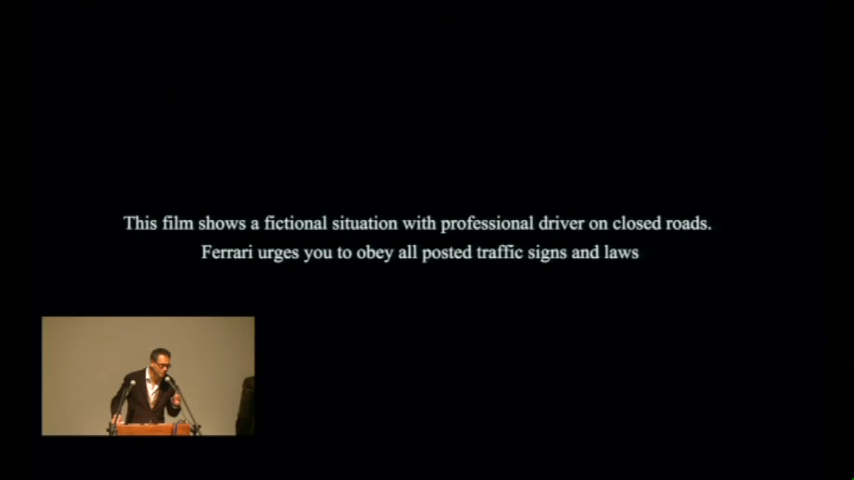 This film shows a fictional situation with professional driver on closed roads.
Ferrari urges you to obey all posted traffic signs and laws